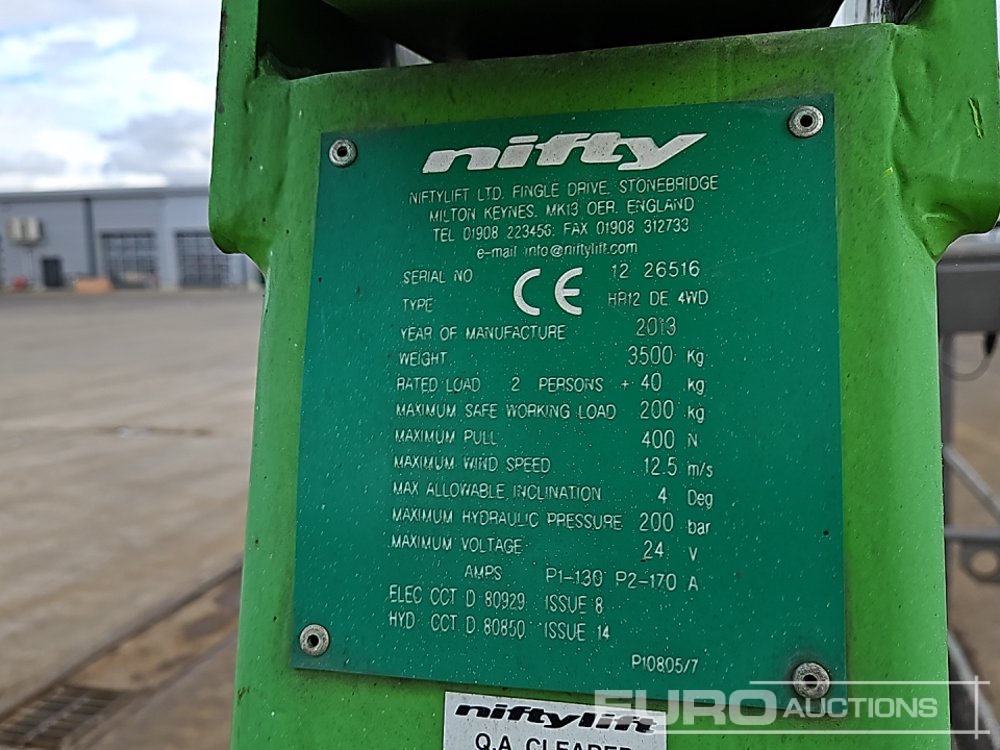 nifty
NIFTYLIFT LTD. FINGLE DRIVE. STONEBRIDGE
MILTON KEYNES. MK13 OER. ENGLAND
TEL 01908 223456: FAX 01908 312733
e-mail info@niftylift.com
SERIAL NO 12 26516
TYPE CE HR12 DE 4WD
YEAR OF MANUFACTURE 2013
WEIGHT 3500 Kg
RATED LOAD 2 PERSONS + 40 kg
MAXIMUM SAFE WORKING LOAD 200 kg
MAXIMUM PULL 400 N
MAXIMUM WIND SPEED 12.5 m/s
MAX ALLOWABLE INCLINATION 4 Deg
MAXIMUM HYDRAULIC PRESSURE 200 bar
MAXIMUM VOLTAGE 24 V
AMPS P1-130 P2-170 A
ELEC CCT D 80929 ISSUE 8
HYD CCT D 80850 ISSUE 14
P10805/7
niftylift
Q.A. CLEARED
EURO AUCTIONS